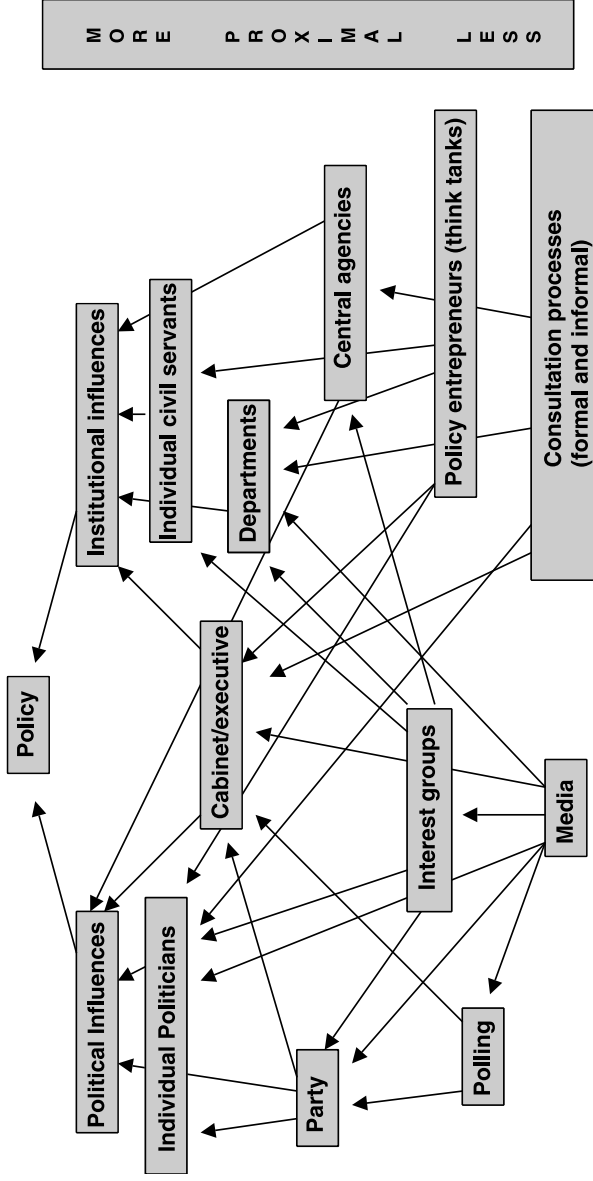 Policy
Political Influences
Institutional influences
Individual Politicians
Individual civil servants
Cabinet/executive
Departments
Party
Central agencies
Interest groups
Policy entrepreneurs (think tanks)
Polling
Media
Consultation processes
(formal and informal)
MORE PROXIMAL LESS